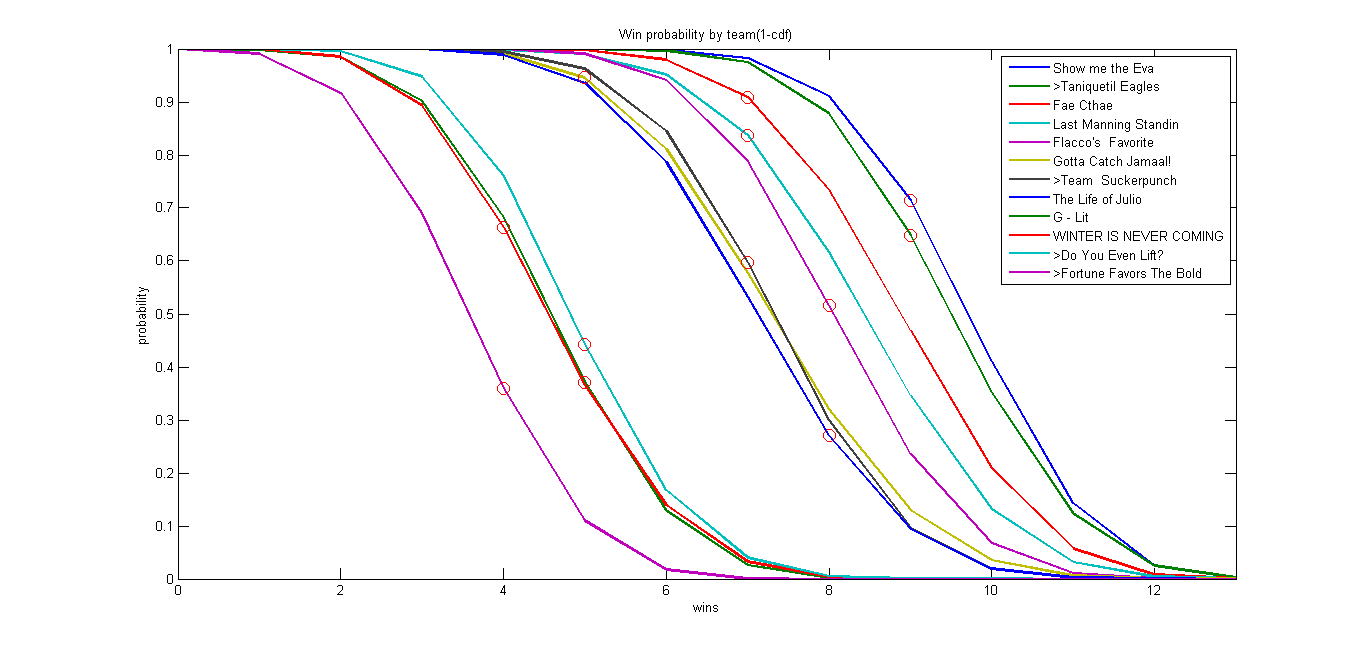 Win probability by team(1-cdf)
1
0.9
0.8
0.7
0.6
0.5
0.4
0.3
0.2
0.1
0
probability
0 2 4 6 8 10 12
wins
Show me the Eva
>Taniquetil Eagles
Fae Cthae
Last Manning Standin
Flacco's  Favorite
Gotta Catch Jamaal!
>Team  Suckerpunch
The Life of Julio
G - Lit
WINTER IS NEVER COMING
>Do You Even Lift?
>Fortune Favors The Bold